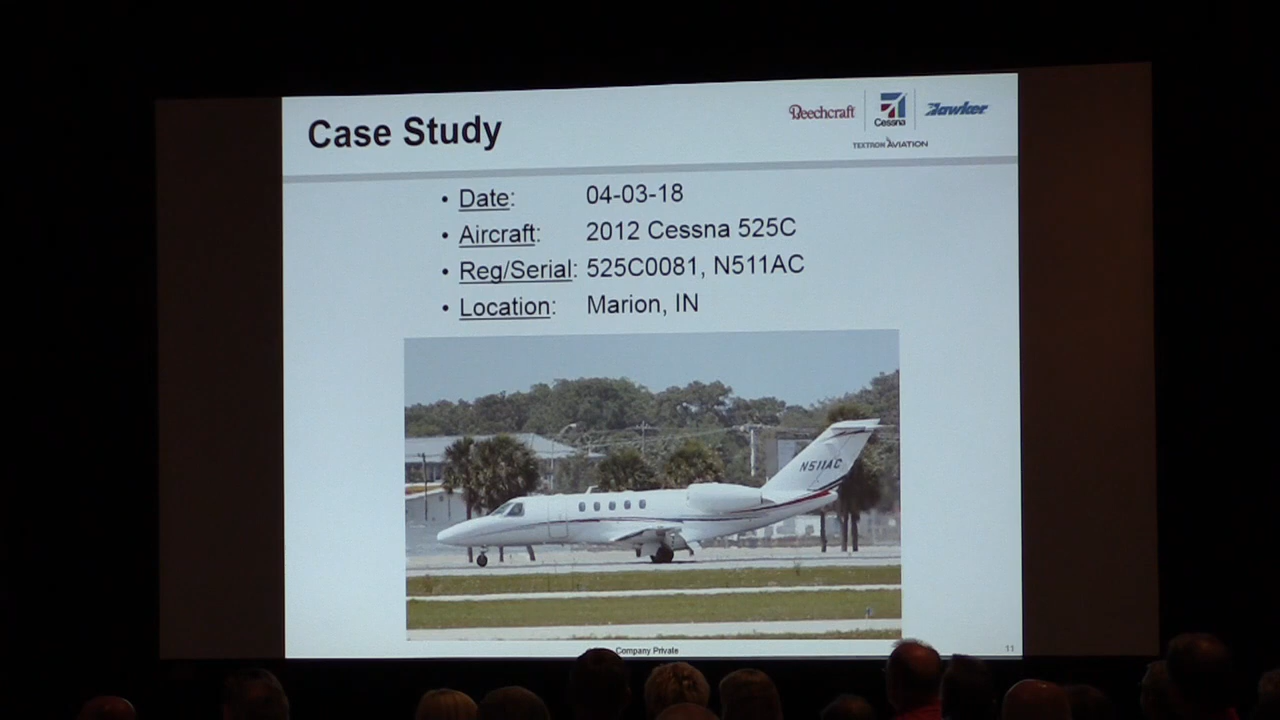 Case Study
Beechcraft
Cessna
Hawker
TEXTRON AVIATION
• Date: 04-03-18
• Aircraft: 2012 Cessna 525C
• Reg/Serial: 525C0081, N511AC
• Location: Marion, IN
N511AC
Company Private
11